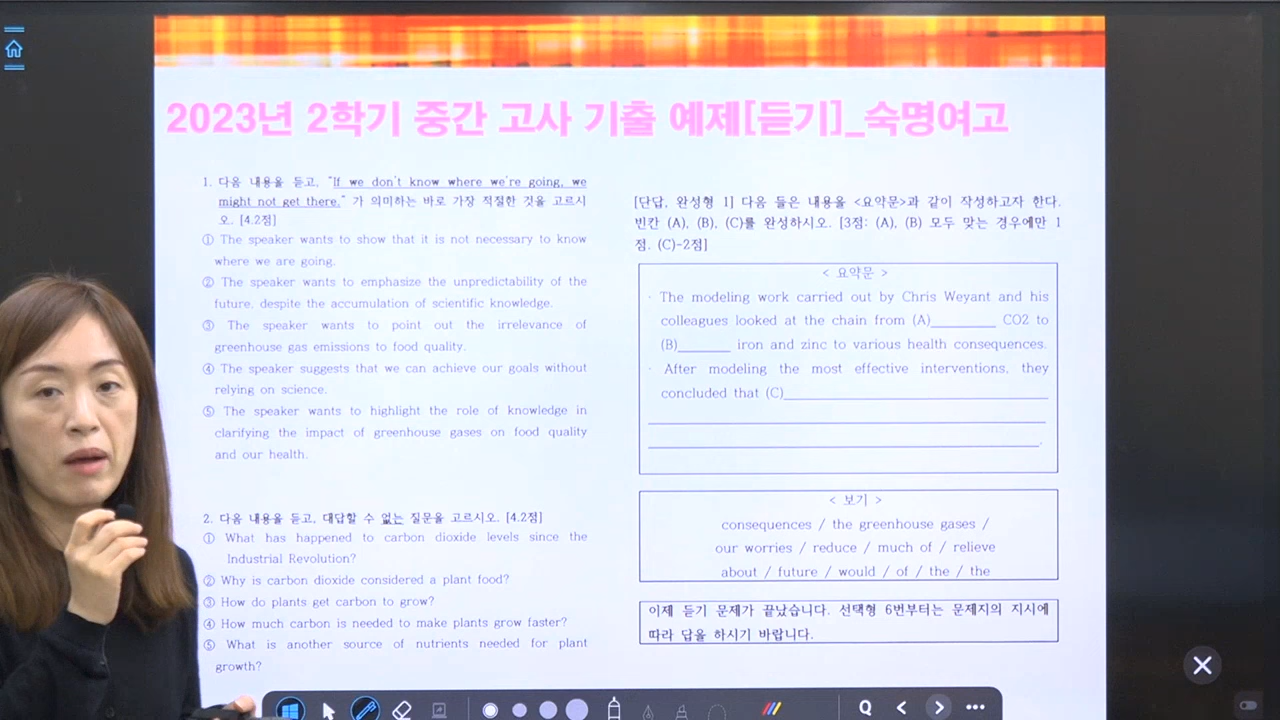 2023년 2학기 중간 고사 기출 예제[듣기]_숙명여고
1. 다음 내용을 듣고, "If we don't know where we're going, we
might not get there." 가 의미하는 바로 가장 적절한 것을 고르시
오. [4.2점]
① The speaker wants to show that it is not necessary to know
where we are going.
② The speaker wants to emphasize the unpredictability of the
future, despite the accumulation of scientific knowledge.
③ The speaker wants to point out the irrelevance of
greenhouse gas emissions to food quality.
④ The speaker suggests that we can achieve our goals without
relying on science.
⑤ The speaker wants to highlight the role of knowledge in
clarifying the impact of greenhouse gases on food quality
and our health.
2. 다음 내용을 듣고, 대답할 수 없는 질문을 고르시오. [4.2점]
① What has happened to carbon dioxide levels since the
Industrial Revolution?
② Why is carbon dioxide considered a plant food?
③ How do plants get carbon to grow?
④ How much carbon is needed to make plants grow faster?
⑤ What is another source of nutrients needed for plant
growth?
[단답, 완성형 1] 다음 들은 내용을 <요약문>과 같이 작성하고자 한다.
빈칸 (A), (B), (C)를 완성하시오. [3점: (A), (B) 모두 맞는 경우에만 1
점. (C)-2점]
< 요약문 >
· The modeling work carried out by Chris Weyant and his
colleagues looked at the chain from (A)________ CO2 to
(B)_______ iron and zinc to various health consequences.
· After modeling the most effective interventions, they
concluded that (C)________________________________
________________________________________________
________________________________________________.
< 보기 >
consequences / the greenhouse gases /
our worries / reduce / much of / relieve
about / future / would / of / the / the
이제 듣기 문제가 끝났습니다. 선택형 6번부터는 문제지의 지시에
따라 답을 하시기 바랍니다.